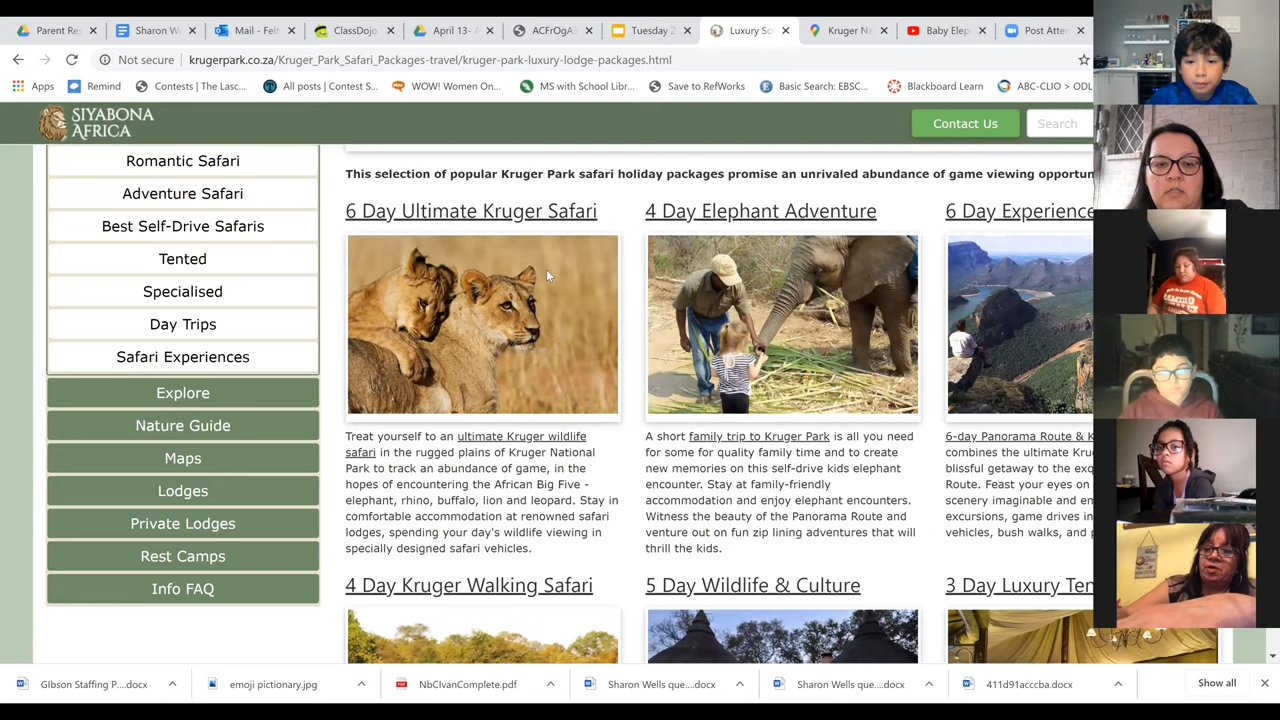 Parent Re
Sharon W
Mail - Felt
ClassDojo
April 13
ACFrOgA
Tuesday Z
Luxury So
Kruger Na
Baby Elep
Post Atten
Not secure
krugerpark.co.za/Kruger_Park_Safari_Packages-travel/kruger-park-luxury-lodge-packages.html
Apps
Remind
Contests | The Lasc...
All posts | Contest S...
WOW! Women On...
MS with School Libr...
Save to RefWorks
Basic Search: EBSC...
Blackboard Learn
ABC-CLIO > ODL
SIYABONA
AFRICA
Contact Us
Search
Romantic Safari
Adventure Safari
Best Self-Drive Safaris
Tented
Specialised
Day Trips
Safari Experiences
Explore
Nature Guide
Maps
Lodges
Private Lodges
Rest Camps
Info FAQ
This selection of popular Kruger Park safari holiday packages promise an unrivaled abundance of game viewing opportun
6 Day Ultimate Kruger Safari
Treat yourself to an ultimate Kruger wildlife
safari in the rugged plains of Kruger National
Park to track an abundance of game, in the
hopes of encountering the African Big Five -
elephant, rhino, buffalo, lion and leopard. Stay in
comfortable accommodation at renowned safari
lodges, spending your day's wildlife viewing in
specially designed safari vehicles.
4 Day Elephant Adventure
A short family trip to Kruger Park is all you need
for some for quality family time and to create
new memories on this self-drive kids elephant
encounter. Stay at family-friendly
accommodation and enjoy elephant encounters.
Witness the beauty of the Panorama Route and
venture out on fun zip lining adventures that will
thrill the kids.
6 Day Experience
6-day Panorama Route & K
combines the ultimate Kru
blissful getaway to the exq
Route. Feast your eyes on
scenery imaginable and em
excursions, game drives in
vehicles, bush walks, and p
4 Day Kruger Walking Safari
5 Day Wildlife & Culture
3 Day Luxury Ten
GIbson Staffing P....docx
emoji pictionary.jpg
NbCIvanComplete.pdf
Sharon Wells que....docx
Sharon Wells que....docx
411d91acccba.docx
Show all